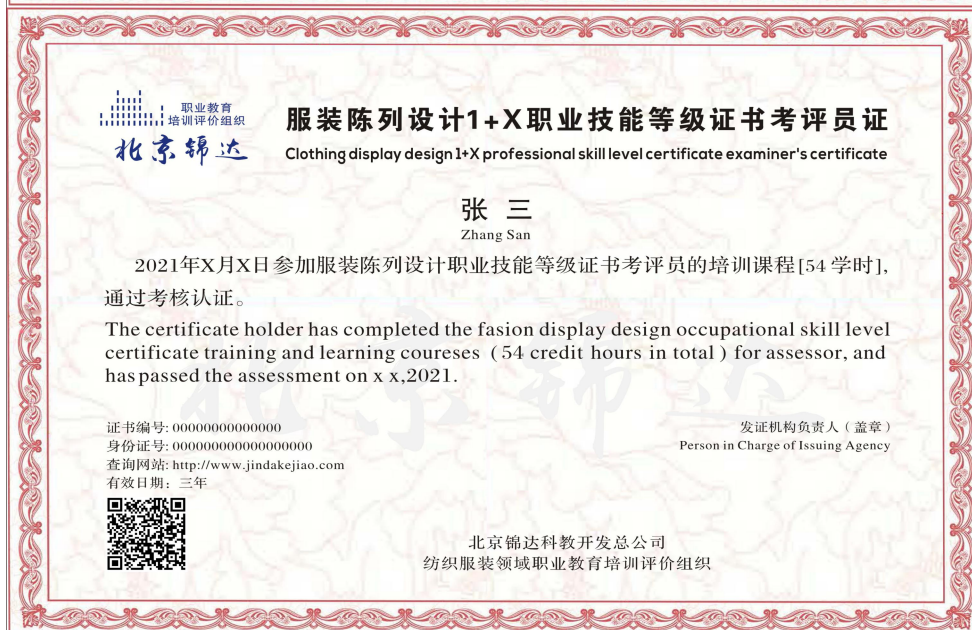 职业教育
培训评价组织
北京锦达
服装陈列设计1+X职业技能等级证书考评员证
Clothing display design 1+X professional skill level certificate examiner's certificate
张 三
Zhang San
2021年X月X日参加服装陈列设计职业技能等级证书考评员的培训课程[54 学时],
通过考核认证。
The certificate holder has completed the fasion display design occupational skill level
certificate training and learning coureses ( 54 credit hours in total ) for assessor, and
has passed the assessment on x x,2021.
北京锦达
证书编号: 00000000000000
身份证号: 000000000000000000
查询网站: http://www.jindakejiao.com
有效日期：三年
发证机构负责人（盖章）
Person in Charge of Issuing Agency
北京锦达科教开发总公司
纺织服装领域职业教育培训评价组织